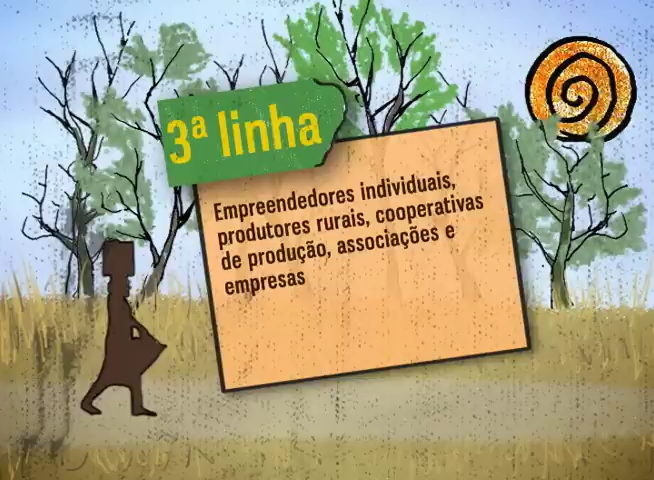 3ª linha
Empreendedores individuais,
produtores rurais, cooperativas
de produção, associações e
empresas